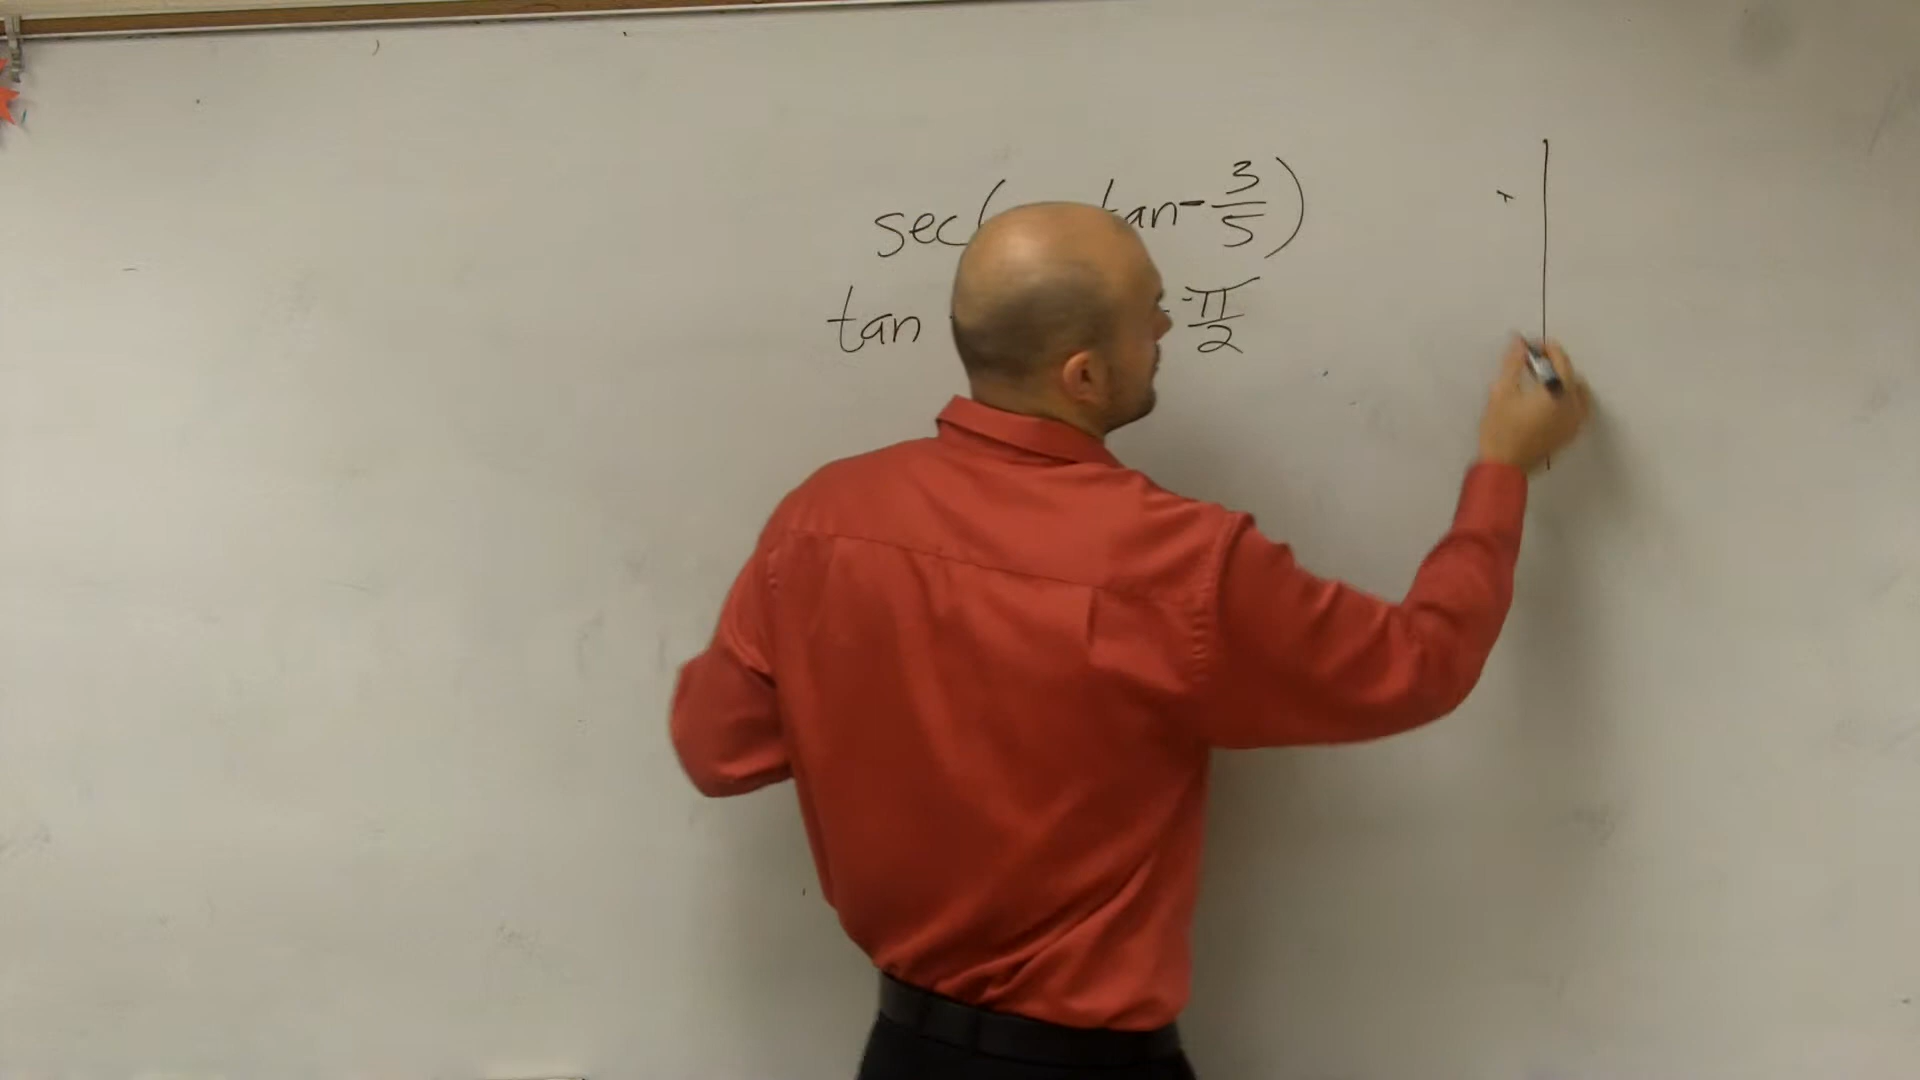 sec( tan - 3/5)
tan - π/2
+